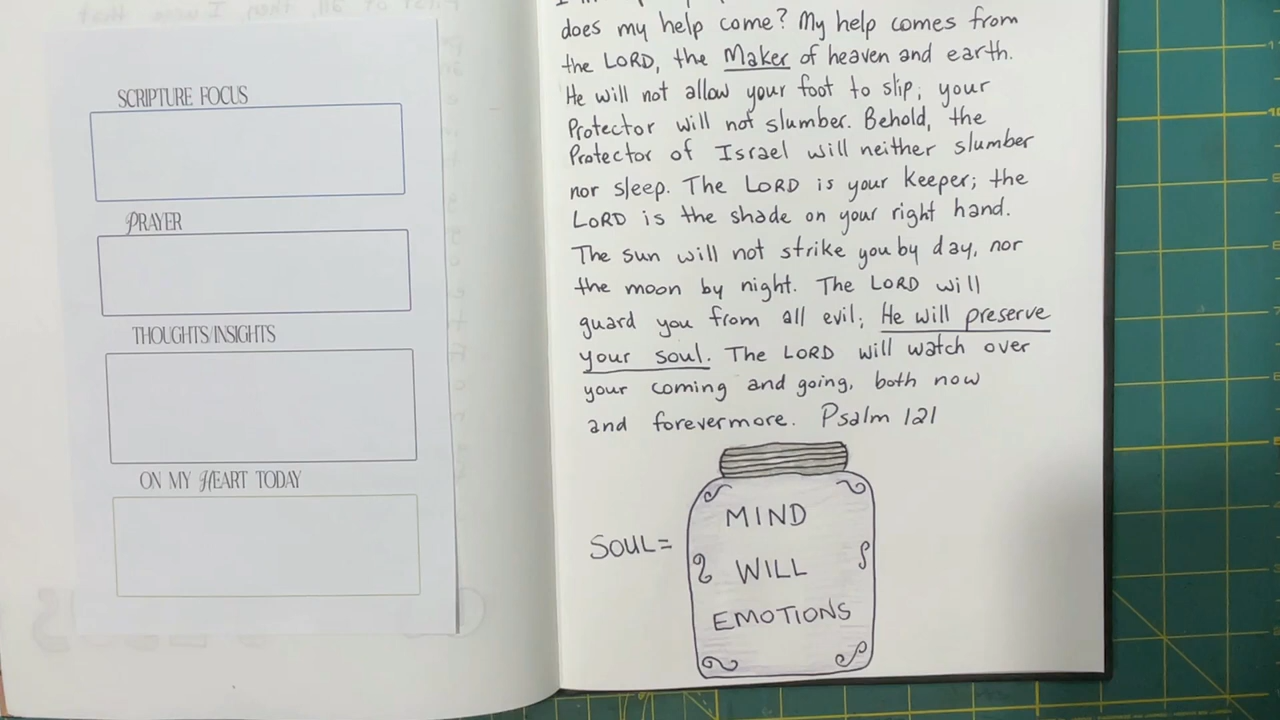 SCRIPTURE FOCUS
PRAYER
THOUGHTS/INSIGHTS
ON MY HEART TODAY
does my help come? My help comes from
the LORD, the Maker of heaven and earth.
He will not allow your foot to slip; your
Protector will not slumber. Behold, the
Protector of Israel will neither slumber
nor sleep. The LORD is your keeper; the
LORD is the shade on your right hand.
The sun will not strike you by day, nor
the moon by night. The LORD will
guard you from all evil; He will preserve
your soul. The LORD will watch over
your coming and going, both now
and forevermore. Psalm 121
SOUL=
MIND
WILL
EMOTIONS